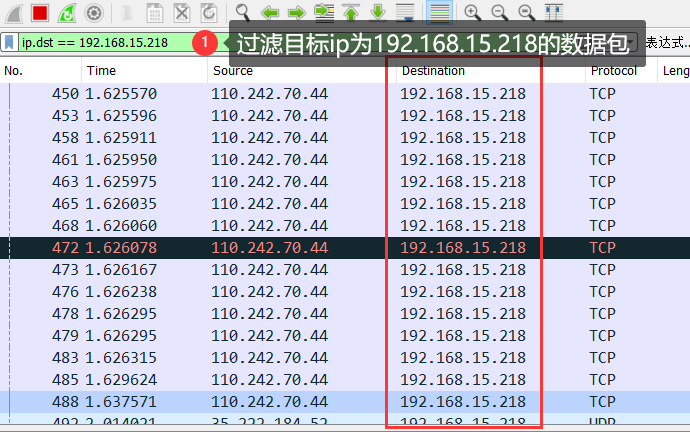 ip.dst == 192.168.15.218 1 过滤目标ip为192.168.15.218的数据包 表达式…
No. Time Source Destination Protocol Leng
450 1.625570 110.242.70.44 192.168.15.218 TCP
453 1.625596 110.242.70.44 192.168.15.218 TCP
458 1.625911 110.242.70.44 192.168.15.218 TCP
461 1.625950 110.242.70.44 192.168.15.218 TCP
463 1.625975 110.242.70.44 192.168.15.218 TCP
465 1.626035 110.242.70.44 192.168.15.218 TCP
468 1.626060 110.242.70.44 192.168.15.218 TCP
472 1.626078 110.242.70.44 192.168.15.218 TCP
473 1.626167 110.242.70.44 192.168.15.218 TCP
476 1.626238 110.242.70.44 192.168.15.218 TCP
478 1.626295 110.242.70.44 192.168.15.218 TCP
479 1.626295 110.242.70.44 192.168.15.218 TCP
483 1.626315 110.242.70.44 192.168.15.218 TCP
485 1.629624 110.242.70.44 192.168.15.218 TCP
488 1.637571 110.242.70.44 192.168.15.218 TCP
492 2.014021 35.222.184.52 192.168.15.218 UDP